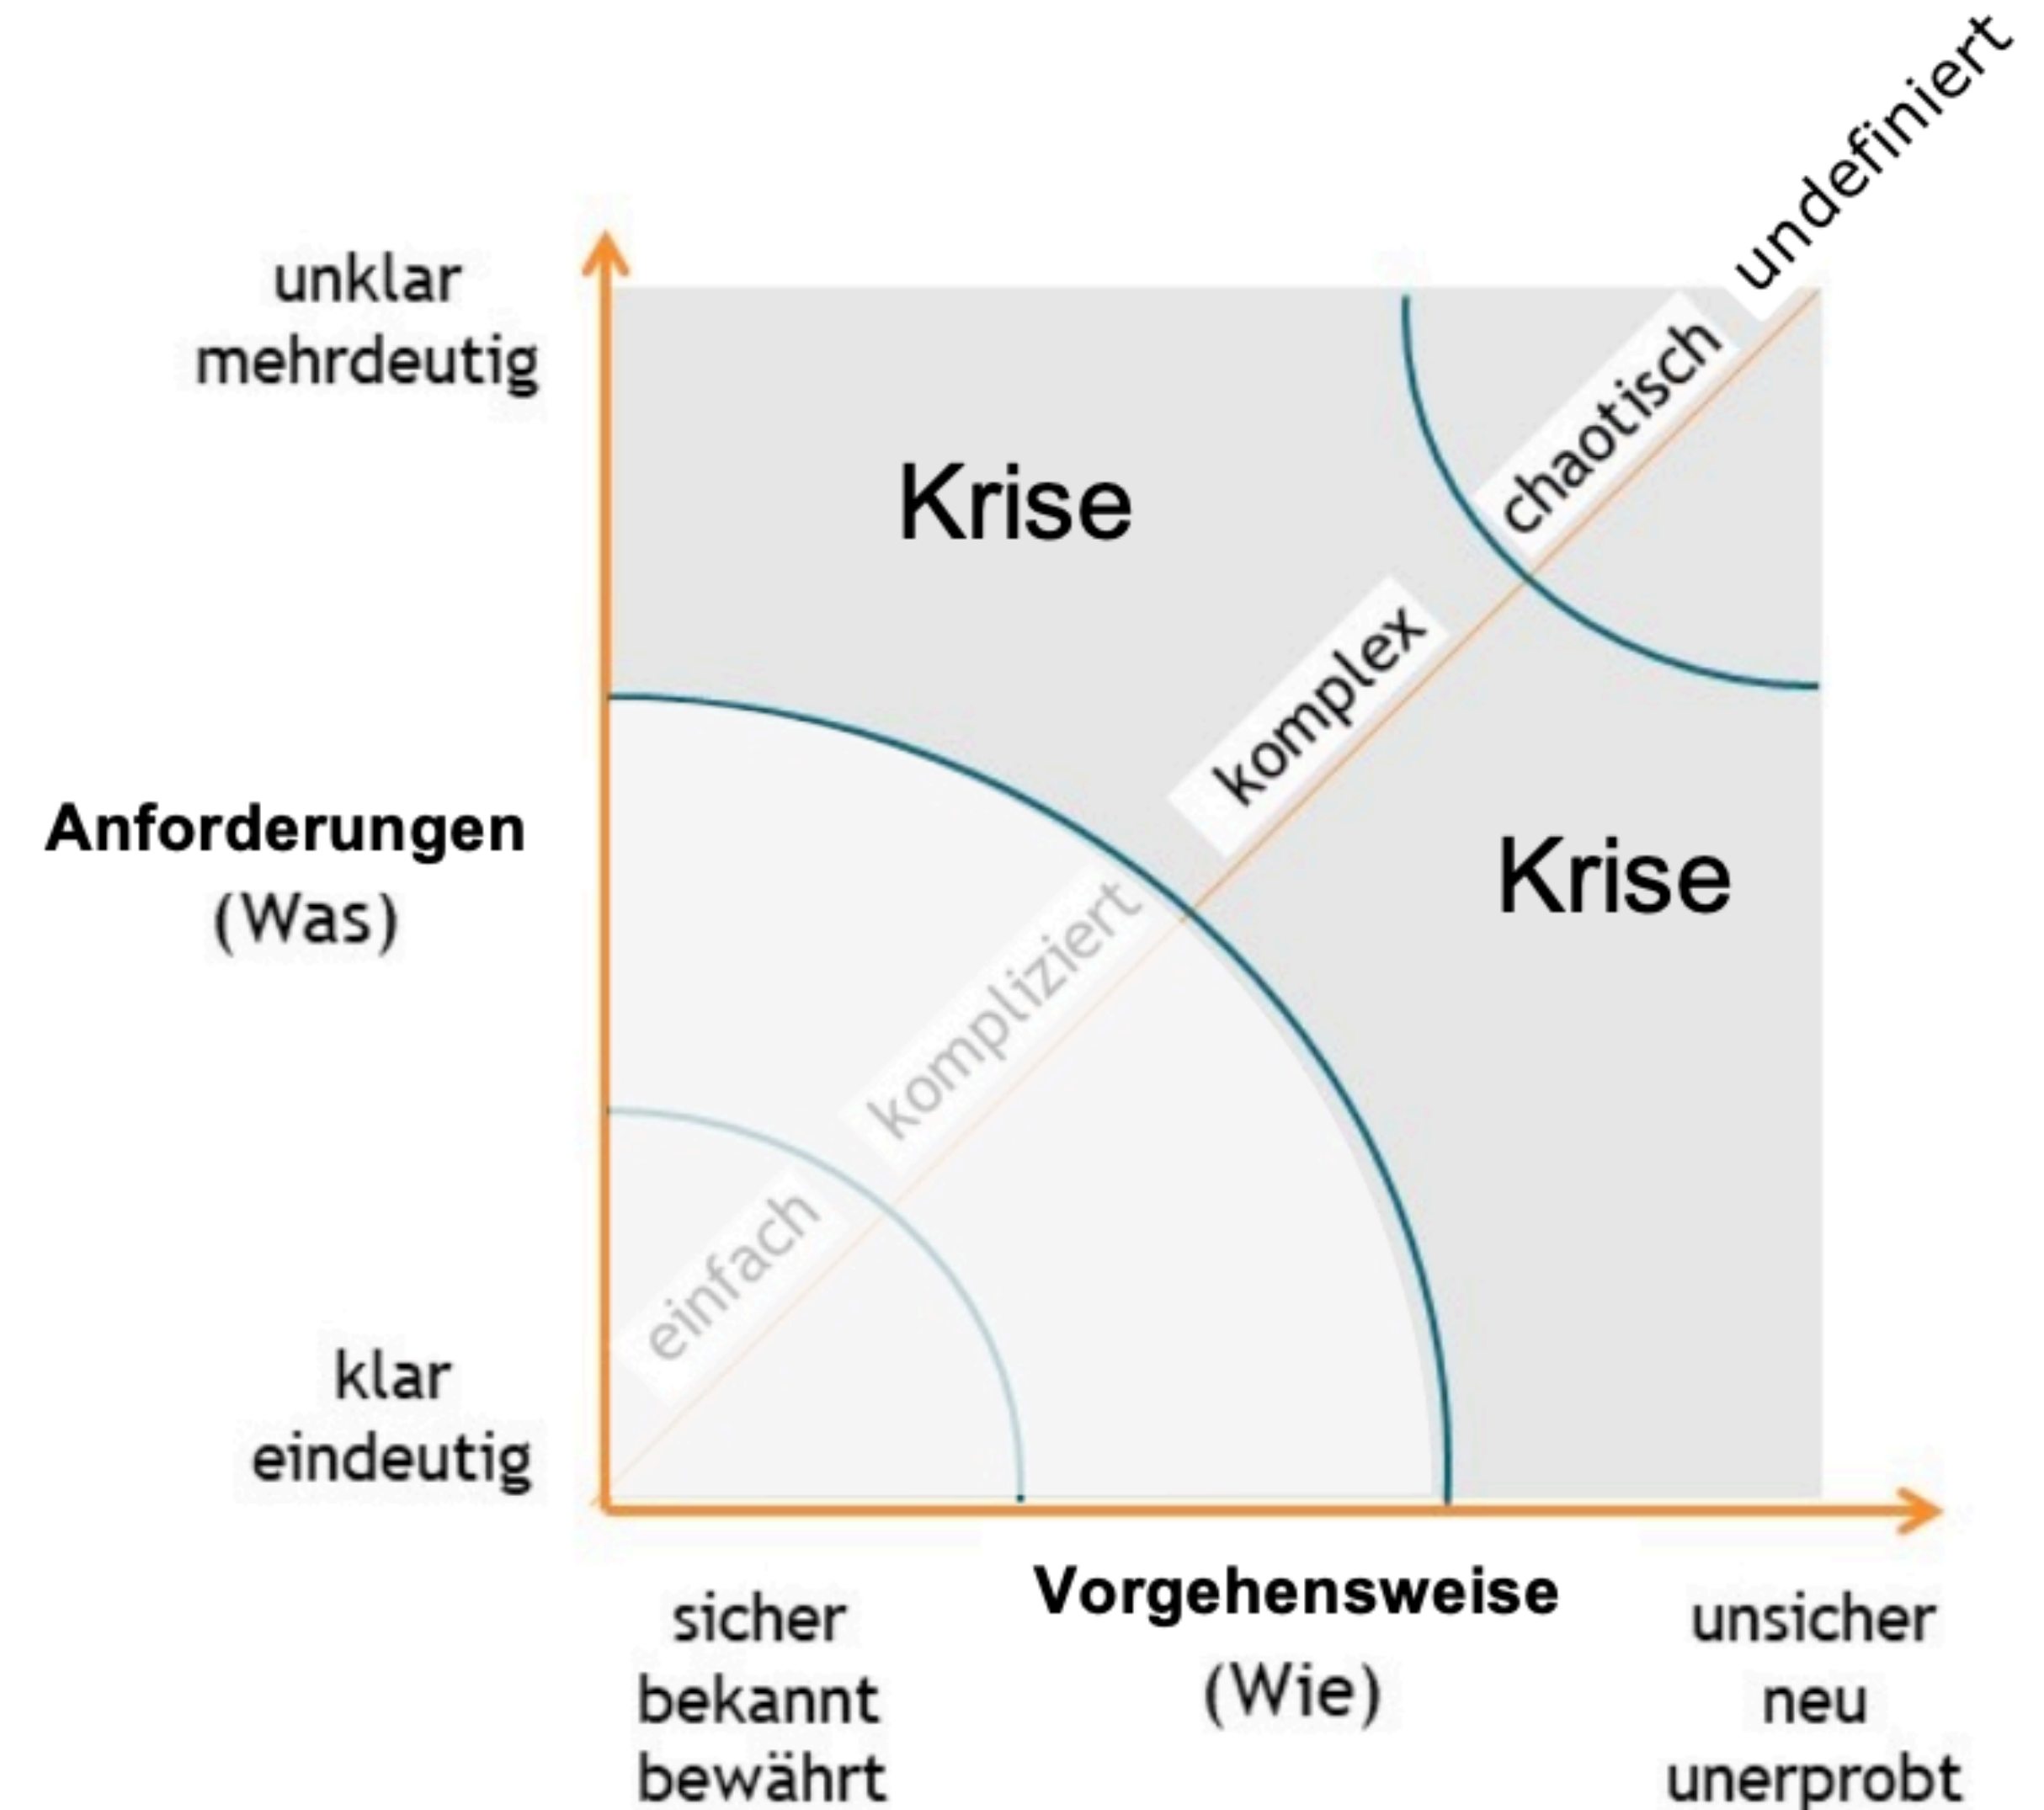 undefiniert
unklar
mehrdeutig
chaotisch
Krise
komplex
Anforderungen
(Was)
Krise
kompliziert
einfach
klar
eindeutig
Vorgehensweise
(Wie)
sicher
bekannt
bewährt
unsicher
neu
unerprobt